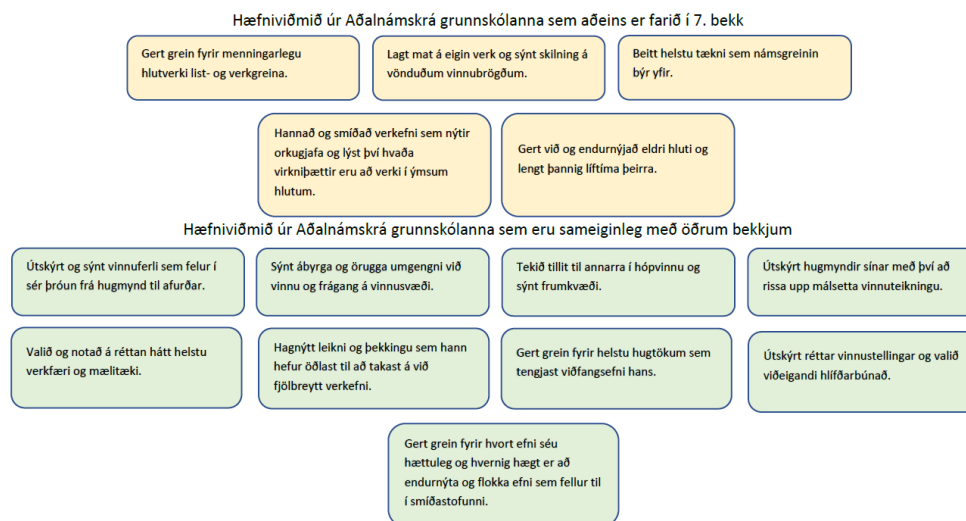 Hæfniviðmið úr Aðalnámskrá grunnskólanna sem aðeins er farið í 7. bekk
Gert grein fyrir menningarlegu
hlutverki list- og verkgreina.
Lagt mat á eigin verk og sýnt skilning á
vönduðum vinnubrögðum.
Beitt helstu tækni sem námsgreinin
býr yfir.
Hannað og smíðað verkefni sem nýtir
orkugjafa og lýst því hvaða
virkniþættir eru að verki í ýmsum
hlutum.
Gert við og endurnýjað eldri hluti og
lengt þannig líftíma þeirra.
Hæfniviðmið úr Aðalnámskrá grunnskólanna sem eru sameiginleg með öðrum bekkjum
Útskýrt og sýnt vinnuferli sem felur í
sér þróun frá hugmynd til afurðar.
Sýnt ábyrga og örugga umgengni við
vinnu og frágang á vinnusvæði.
Tekið tillit til annarra í hópvinnu og
sýnt frumkvæði.
Útskýrt hugmyndir sínar með því að
rissa upp málsetta vinnuteikningu.
Valið og notað á réttan hátt helstu
verkfæri og mælitæki.
Hagnýtt leikni og þekkingu sem hann
hefur öðlast til að takast á við
fjölbreytt verkefni.
Gert grein fyrir helstu hugtökum sem
tengjast viðfangsefni hans.
Útskýrt réttar vinnustellingar og valið
viðeigandi hlífðarbúnað.
Gert grein fyrir hvort efni séu
hættuleg og hvernig hægt er að
endurnýta og flokka efni sem fellur til
í smíðastofunni.